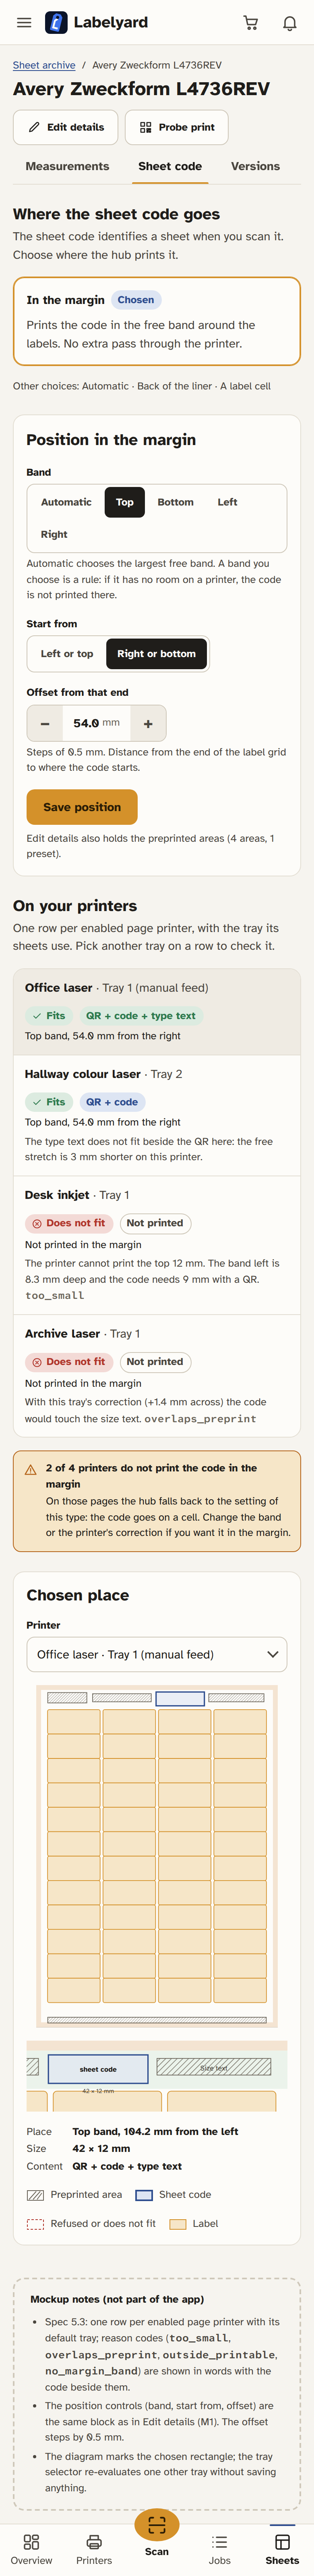 Labelyard
Sheet archive / Avery Zweckform L4736REV
Avery Zweckform L4736REV
Edit details
Probe print
Measurements
Sheet code
Versions
Where the sheet code goes
The sheet code identifies a sheet when you scan it.
Choose where the hub prints it.
In the margin Chosen
Prints the code in the free band around the
labels. No extra pass through the printer.
Other choices: Automatic · Back of the liner · A label cell
Position in the margin
Band
Automatic Top Bottom Left
Right
Automatic chooses the largest free band. A band you
choose is a rule: if it has no room on a printer, the code
is not printed there.
Start from
Left or top Right or bottom
Offset from that end
− 54.0 mm +
Steps of 0.5 mm. Distance from the end of the label grid
to where the code starts.
Save position
Edit details also holds the preprinted areas (4 areas, 1
preset).
On your printers
One row per enabled page printer, with the tray its
sheets use. Pick another tray on a row to check it.
Office laser · Tray 1 (manual feed)
Fits QR + code + type text
Top band, 54.0 mm from the right
Hallway colour laser · Tray 2
Fits QR + code
Top band, 54.0 mm from the right
The type text does not fit beside the QR here: the free
stretch is 3 mm shorter on this printer.
Desk inkjet · Tray 1
Does not fit Not printed
Not printed in the margin
The printer cannot print the top 12 mm. The band left is
8.3 mm deep and the code needs 9 mm with a QR.
too_small
Archive laser · Tray 1
Does not fit Not printed
Not printed in the margin
With this tray's correction (+1.4 mm across) the code
would touch the size text. overlaps_preprint
2 of 4 printers do not print the code in the
margin
On those pages the hub falls back to the setting of
this type: the code goes on a cell. Change the band
or the printer's correction if you want it in the margin.
Chosen place
Printer
Office laser · Tray 1 (manual feed)
sheet code
Size text
42 × 12 mm
Place Top band, 104.2 mm from the left
Size 42 × 12 mm
Content QR + code + type text
Preprinted area Sheet code
Refused or does not fit Label
Mockup notes (not part of the app)
• Spec 5.3: one row per enabled page printer with its
default tray; reason codes (too_small,
overlaps_preprint, outside_printable,
no_margin_band) are shown in words with the
code beside them.
• The position controls (band, start from, offset) are
the same block as in Edit details (M1). The offset
steps by 0.5 mm.
• The diagram marks the chosen rectangle; the tray
selector re-evaluates one other tray without saving
anything.
Overview
Printers
Scan
Jobs
Sheets